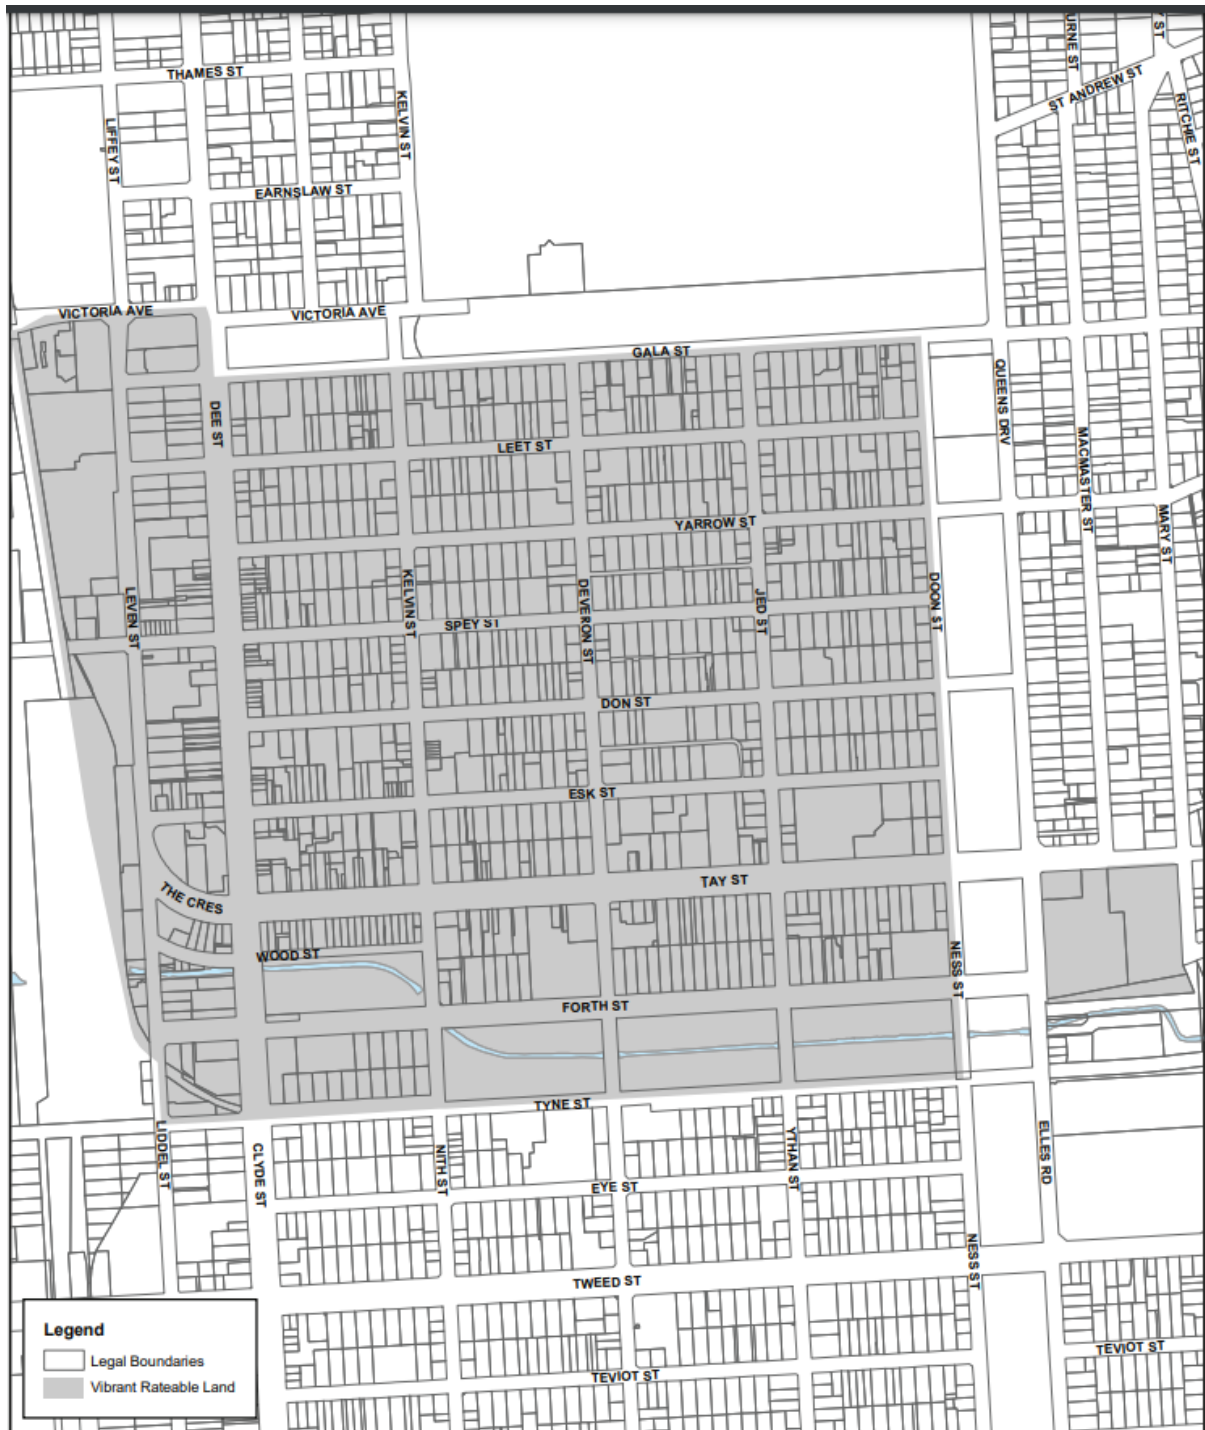 THAMES ST
URNE ST
Y ST
ST ANDREW ST
RITCHIE ST
KELVIN ST
LIFFEY ST
EARNSLAW ST
VICTORIA AVE
VICTORIA AVE
GALA ST
QUEENS DRV
DEE ST
LEET ST
MACMASTER ST
YARROW ST
MARY ST
LEVEN ST
KELVIN ST
DEVERON ST
JED ST
DOON ST
SPEY ST
DON ST
ESK ST
TAY ST
THE CRES
WOOD ST
NESS ST
FORTH ST
TYNE ST
LIDDEL ST
CLYDE ST
NITH ST
YTHAN ST
ELLES RD
EYE ST
NESS ST
TWEED ST
TEVIOT ST
TEVIOT ST
Legend
Legal Boundaries
Vibrant Rateable Land